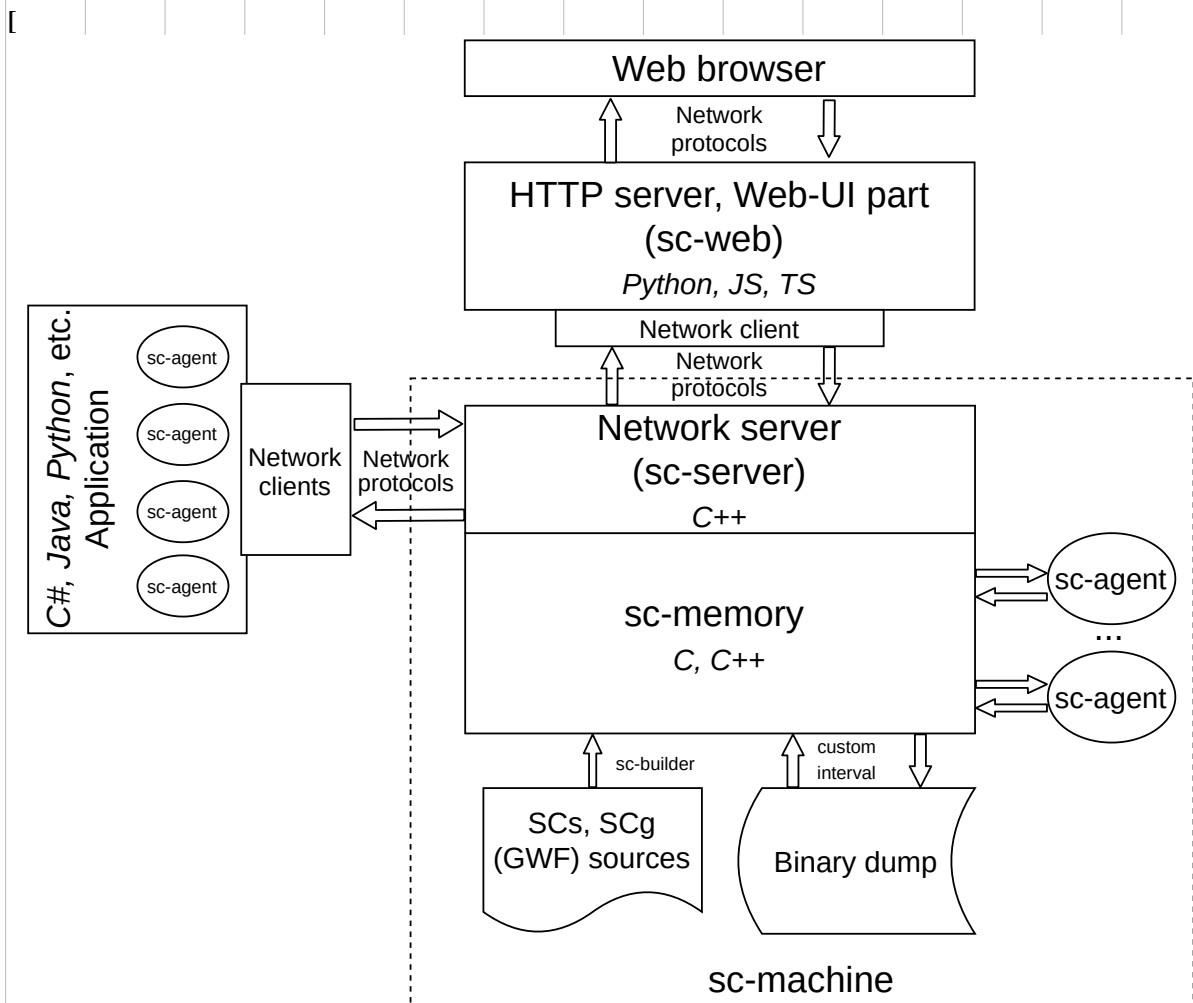 [
Web browser
Network
protocols
HTTP server, Web-UI part
(sc-web)
Python, JS, TS
Network client
Network
protocols
C#, Java, Python, etc.
Application
sc-agent
sc-agent
sc-agent
sc-agent
Network
clients
Network
protocols
Network server
(sc-server)
C++
sc-memory
C, C++
sc-agent
...
sc-agent
sc-builder
custom
interval
SCs, SCg
(GWF) sources
Binary dump
sc-machine